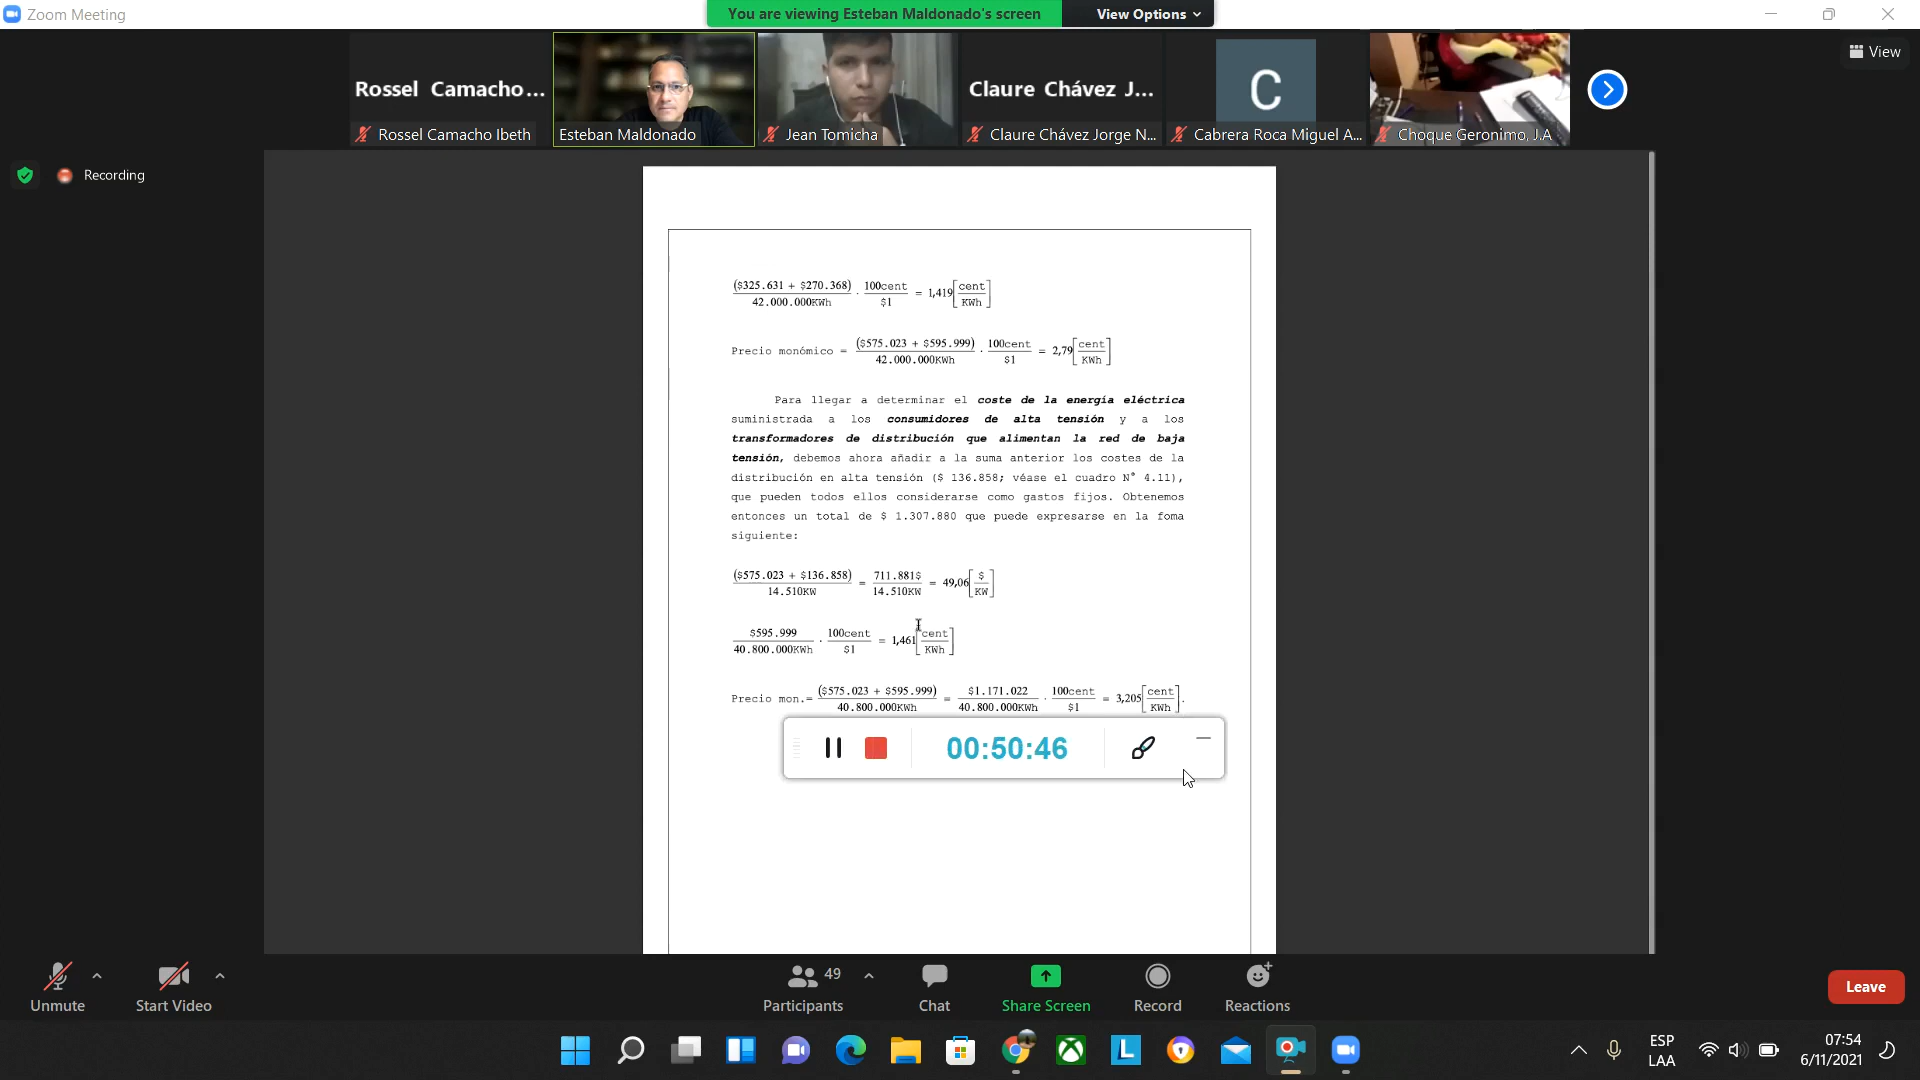 Zoom Meeting
You are viewing Esteban Maldonado's screen
View Options
View
Rossel Camacho...
Claure Chávez J...
C
Rossel Camacho Ibeth
Esteban Maldonado
Jean Tomicha
Claure Chávez Jorge N...
Cabrera Roca Miguel A...
Choque Geronimo, J.A
Recording
($325.631 + $270.368) / 42.000.000KWh · 100cent / $1 = 1,419 [cent / KWh]
Precio monómico = ($575.023 + $595.999) / 42.000.000KWh · 100cent / $1 = 2,79 [cent / KWh]
Para llegar a determinar el coste de la energía eléctrica
suministrada a los consumidores de alta tensión y a los
transformadores de distribución que alimentan la red de baja
tensión, debemos ahora añadir a la suma anterior los costes de la
distribución en alta tensión ($ 136.858; véase el cuadro N° 4.11),
que pueden todos ellos considerarse como gastos fijos. Obtenemos
entonces un total de $ 1.307.880 que puede expresarse en la foma
siguiente:
($575.023 + $136.858) / 14.510KW = 711.881$ / 14.510KW = 49,06 [$ / KW]
$595.999 / 40.800.000KWh · 100cent / $1 = 1,461 [cent / KWh]
Precio mon.= ($575.023 + $595.999) / 40.800.000KWh = $1.171.022 / 40.800.000KWh · 100cent / $1 = 3,205 [cent / KWh].
00:50:46
Unmute
Start Video
49
Participants
Chat
Share Screen
Record
Reactions
Leave
L
ESP
LAA
07:54
6/11/2021